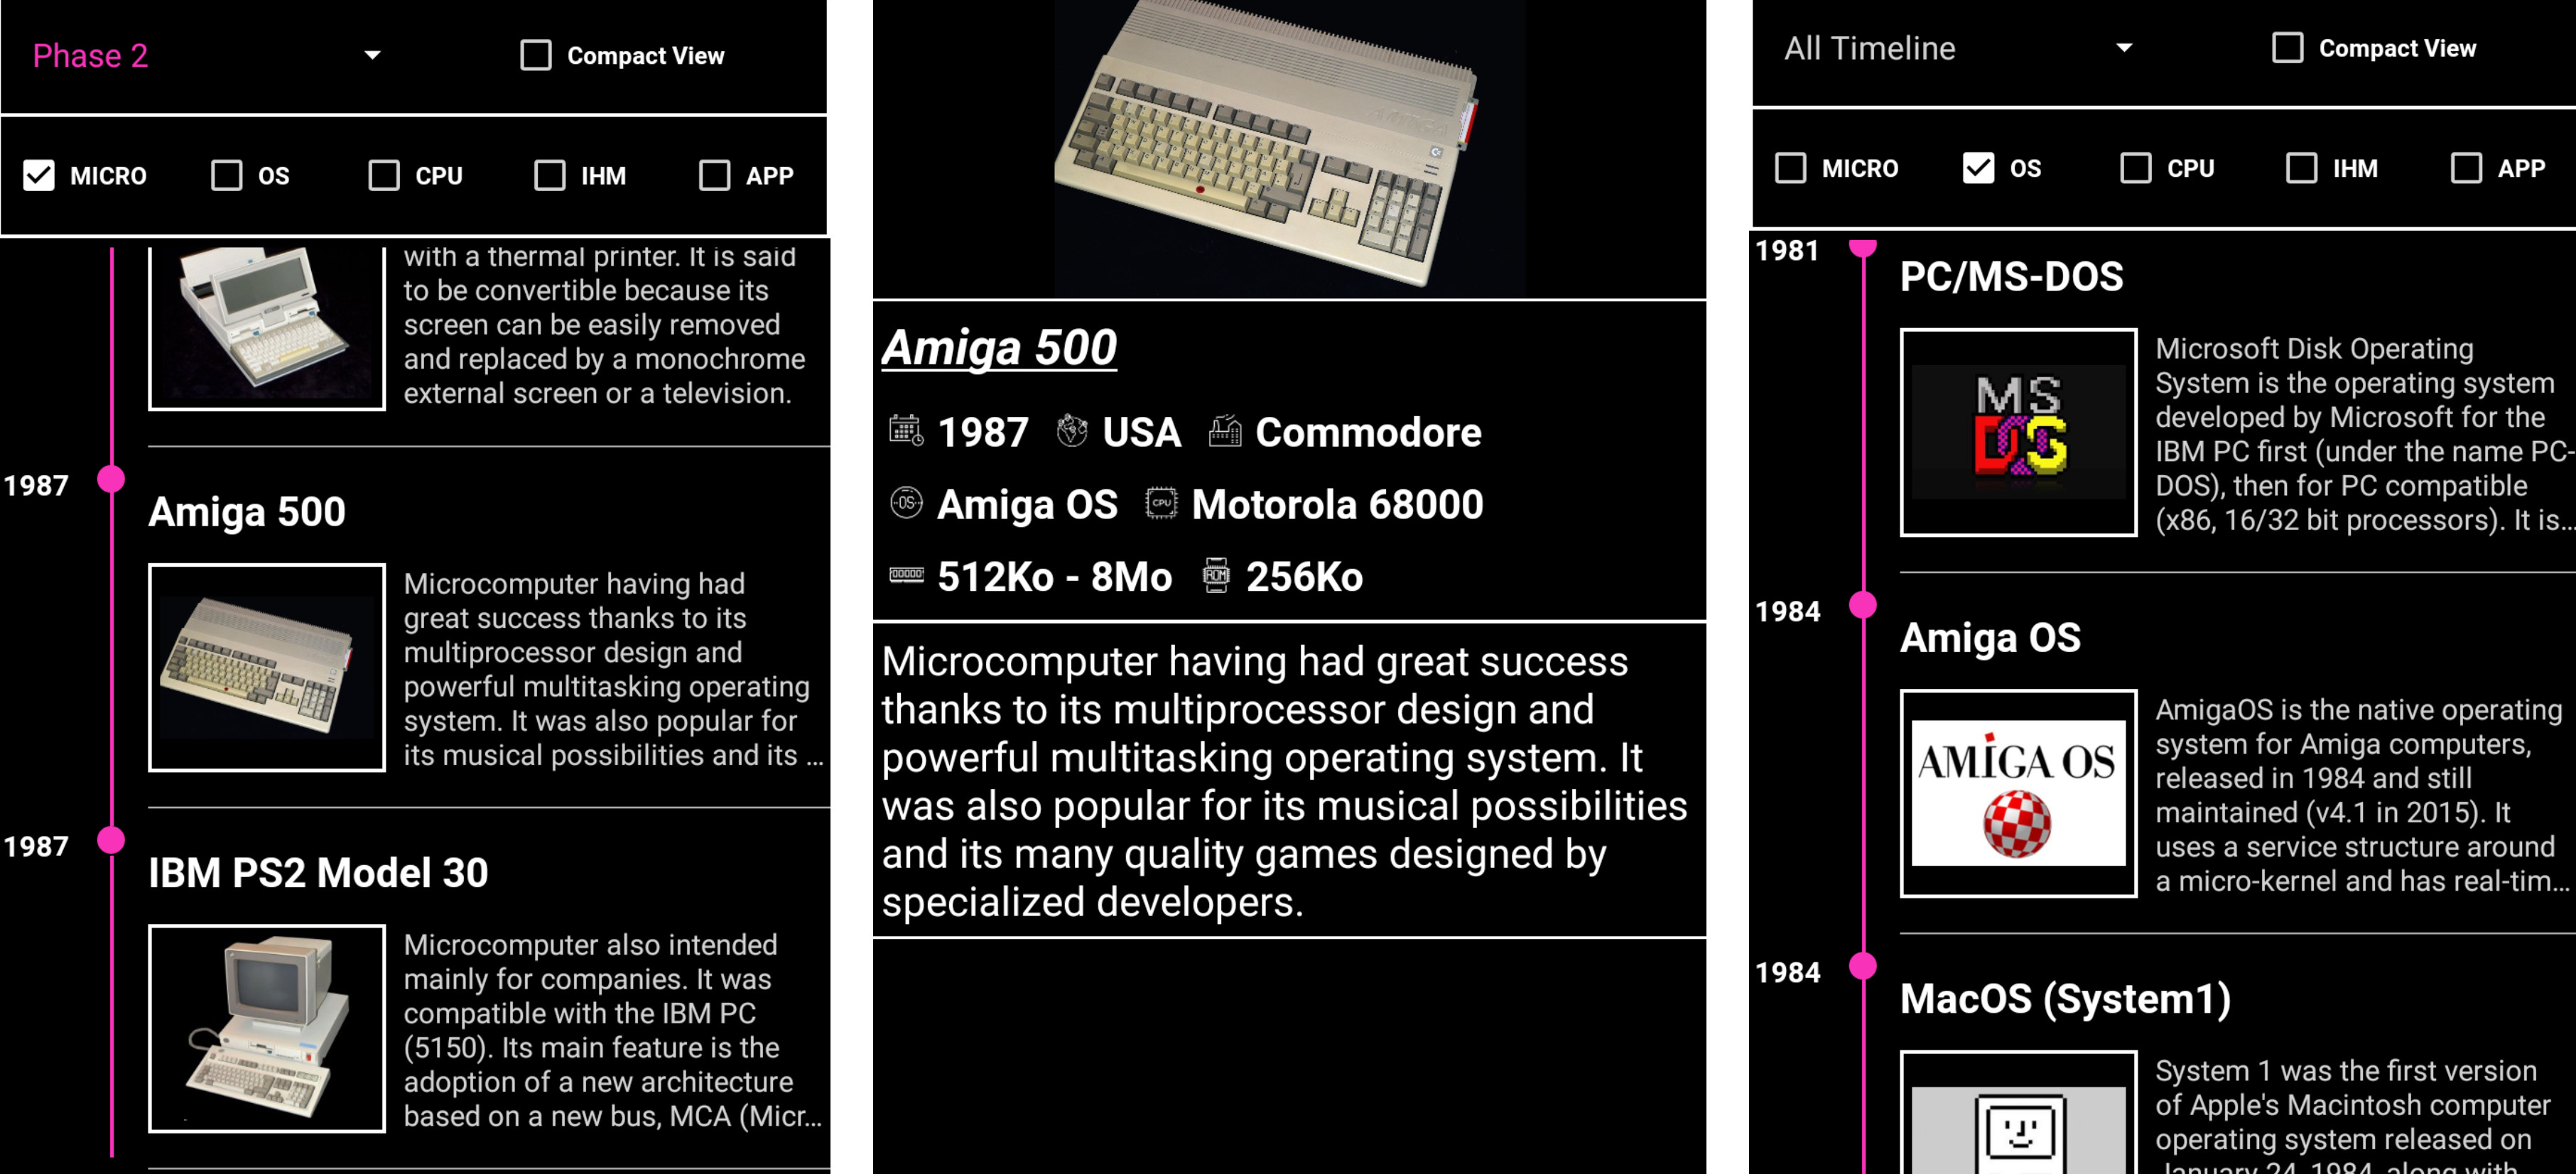 Phase 2
Compact View
MICRO OS CPU IHM APP
with a thermal printer. It is said
to be convertible because its
screen can be easily removed
and replaced by a monochrome
external screen or a television.
1987
Amiga 500
Microcomputer having had
great success thanks to its
multiprocessor design and
powerful multitasking operating
system. It was also popular for
its musical possibilities and its ...
1987
IBM PS2 Model 30
Microcomputer also intended
mainly for companies. It was
compatible with the IBM PC
(5150). Its main feature is the
adoption of a new architecture
based on a new bus, MCA (Micr...
Amiga 500
1987 USA Commodore
OS Amiga OS CPU Motorola 68000
512Ko - 8Mo ROM 256Ko
Microcomputer having had great success
thanks to its multiprocessor design and
powerful multitasking operating system. It
was also popular for its musical possibilities
and its many quality games designed by
specialized developers.
All Timeline
Compact View
MICRO OS CPU IHM APP
1981
PC/MS-DOS
MS
DOS
Microsoft Disk Operating
System is the operating system
developed by Microsoft for the
IBM PC first (under the name PC-
DOS), then for PC compatible
(x86, 16/32 bit processors). It is...
1984
Amiga OS
AMIGA OS
AmigaOS is the native operating
system for Amiga computers,
released in 1984 and still
maintained (v4.1 in 2015). It
uses a service structure around
a micro-kernel and has real-tim...
1984
MacOS (System1)
System 1 was the first version
of Apple's Macintosh computer
operating system released on
January 24, 1984, along with